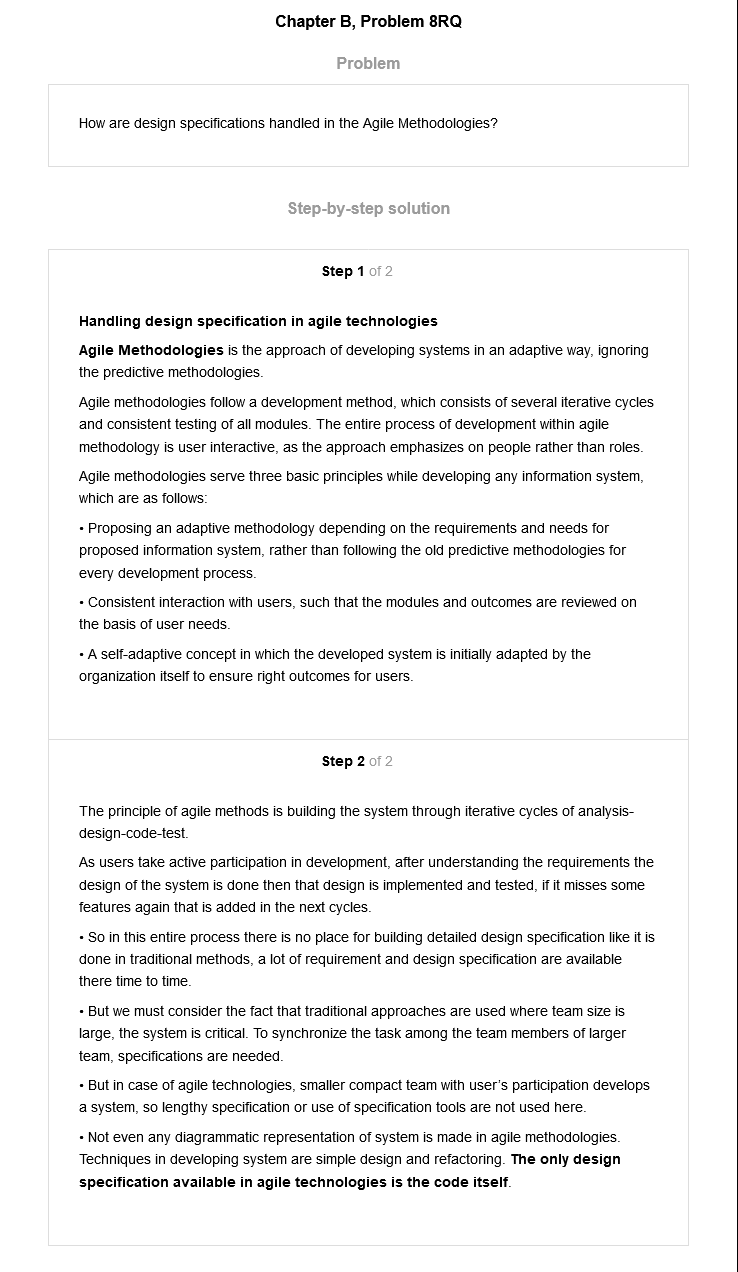 Chapter B, Problem 8RQ
Problem
How are design specifications handled in the Agile Methodologies?
Step-by-step solution
Step 1 of 2
Handling design specification in agile technologies
Agile Methodologies is the approach of developing systems in an adaptive way, ignoring
the predictive methodologies.
Agile methodologies follow a development method, which consists of several iterative cycles
and consistent testing of all modules. The entire process of development within agile
methodology is user interactive, as the approach emphasizes on people rather than roles.
Agile methodologies serve three basic principles while developing any information system,
which are as follows:
• Proposing an adaptive methodology depending on the requirements and needs for
proposed information system, rather than following the old predictive methodologies for
every development process.
• Consistent interaction with users, such that the modules and outcomes are reviewed on
the basis of user needs.
• A self-adaptive concept in which the developed system is initially adapted by the
organization itself to ensure right outcomes for users.
Step 2 of 2
The principle of agile methods is building the system through iterative cycles of analysis-
design-code-test.
As users take active participation in development, after understanding the requirements the
design of the system is done then that design is implemented and tested, if it misses some
features again that is added in the next cycles.
• So in this entire process there is no place for building detailed design specification like it is
done in traditional methods, a lot of requirement and design specification are available
there time to time.
• But we must consider the fact that traditional approaches are used where team size is
large, the system is critical. To synchronize the task among the team members of larger
team, specifications are needed.
• But in case of agile technologies, smaller compact team with user’s participation develops
a system, so lengthy specification or use of specification tools are not used here.
• Not even any diagrammatic representation of system is made in agile methodologies.
Techniques in developing system are simple design and refactoring. The only design
specification available in agile technologies is the code itself.